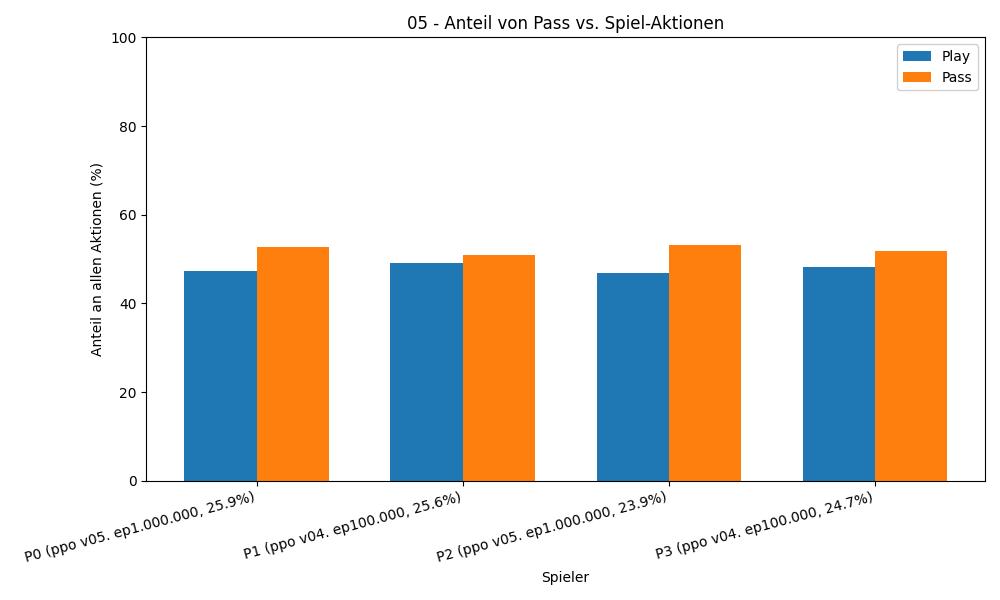 05 - Anteil von Pass vs. Spiel-Aktionen
Play
Pass
Anteil an allen Aktionen (%)
100
80
60
40
20
0
P0 (ppo v05. ep1.000.000, 25.9%)
P1 (ppo v04. ep100.000, 25.6%)
P2 (ppo v05. ep1.000.000, 23.9%)
P3 (ppo v04. ep100.000, 24.7%)
Spieler